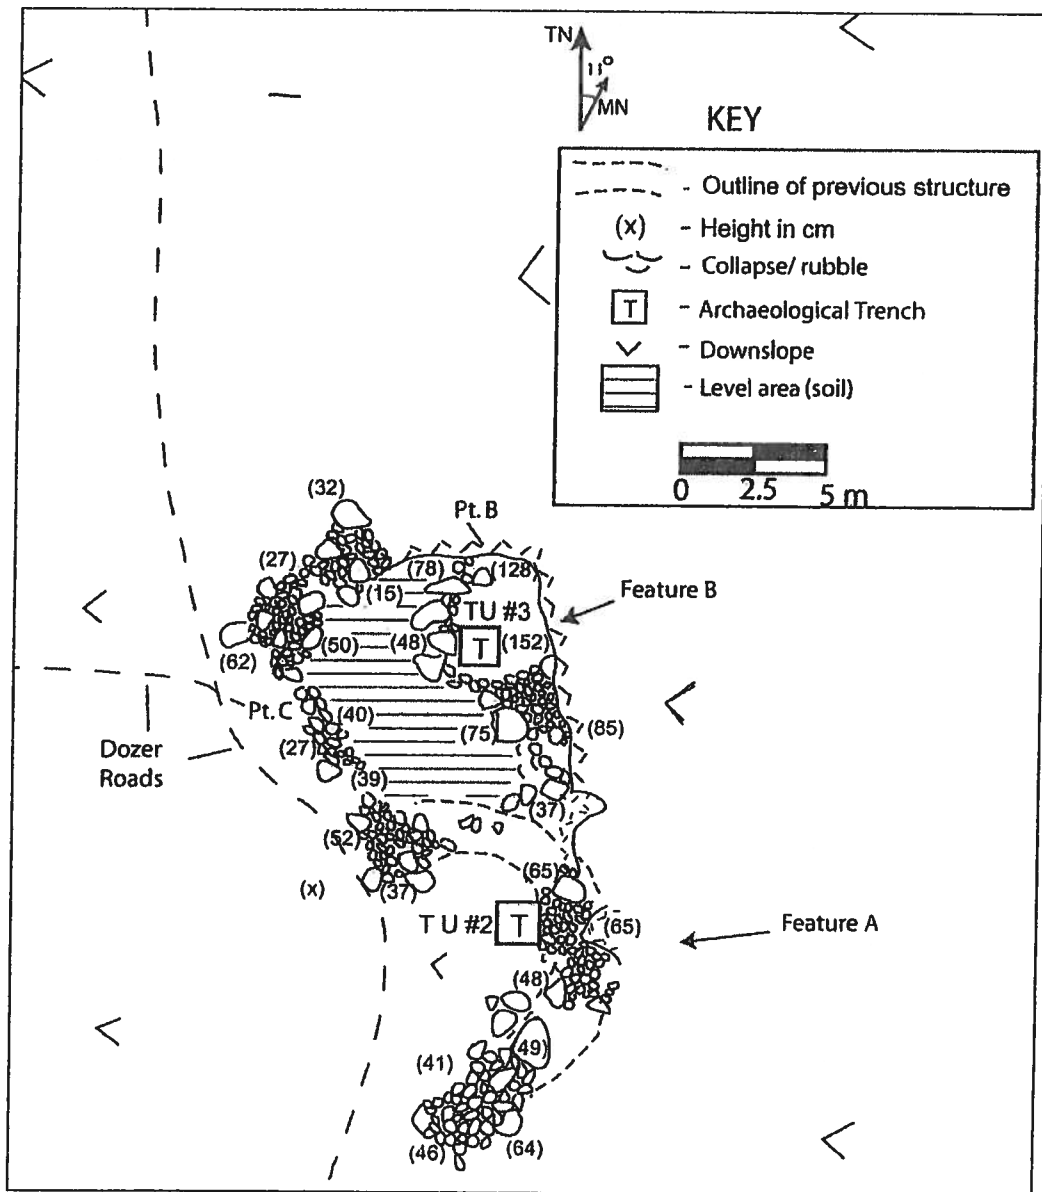 TN
11°
MN
KEY
- Outline of previous structure
(x) - Height in cm
- Collapse/ rubble
T - Archaeological Trench
- Downslope
- Level area (soil)
0 2.5 5 m
(32)
Pt. B
(27) (78) (128)
(15)
Feature B
TU #3
(62) (50) (48) T (152)
Pt. C (40) (75) (85)
(27)
Dozer
Roads
(39) (37)
(52)
(x) (37) (65)
T U #2 T (65)
Feature A
(48)
(41) (49)
(46) (64)